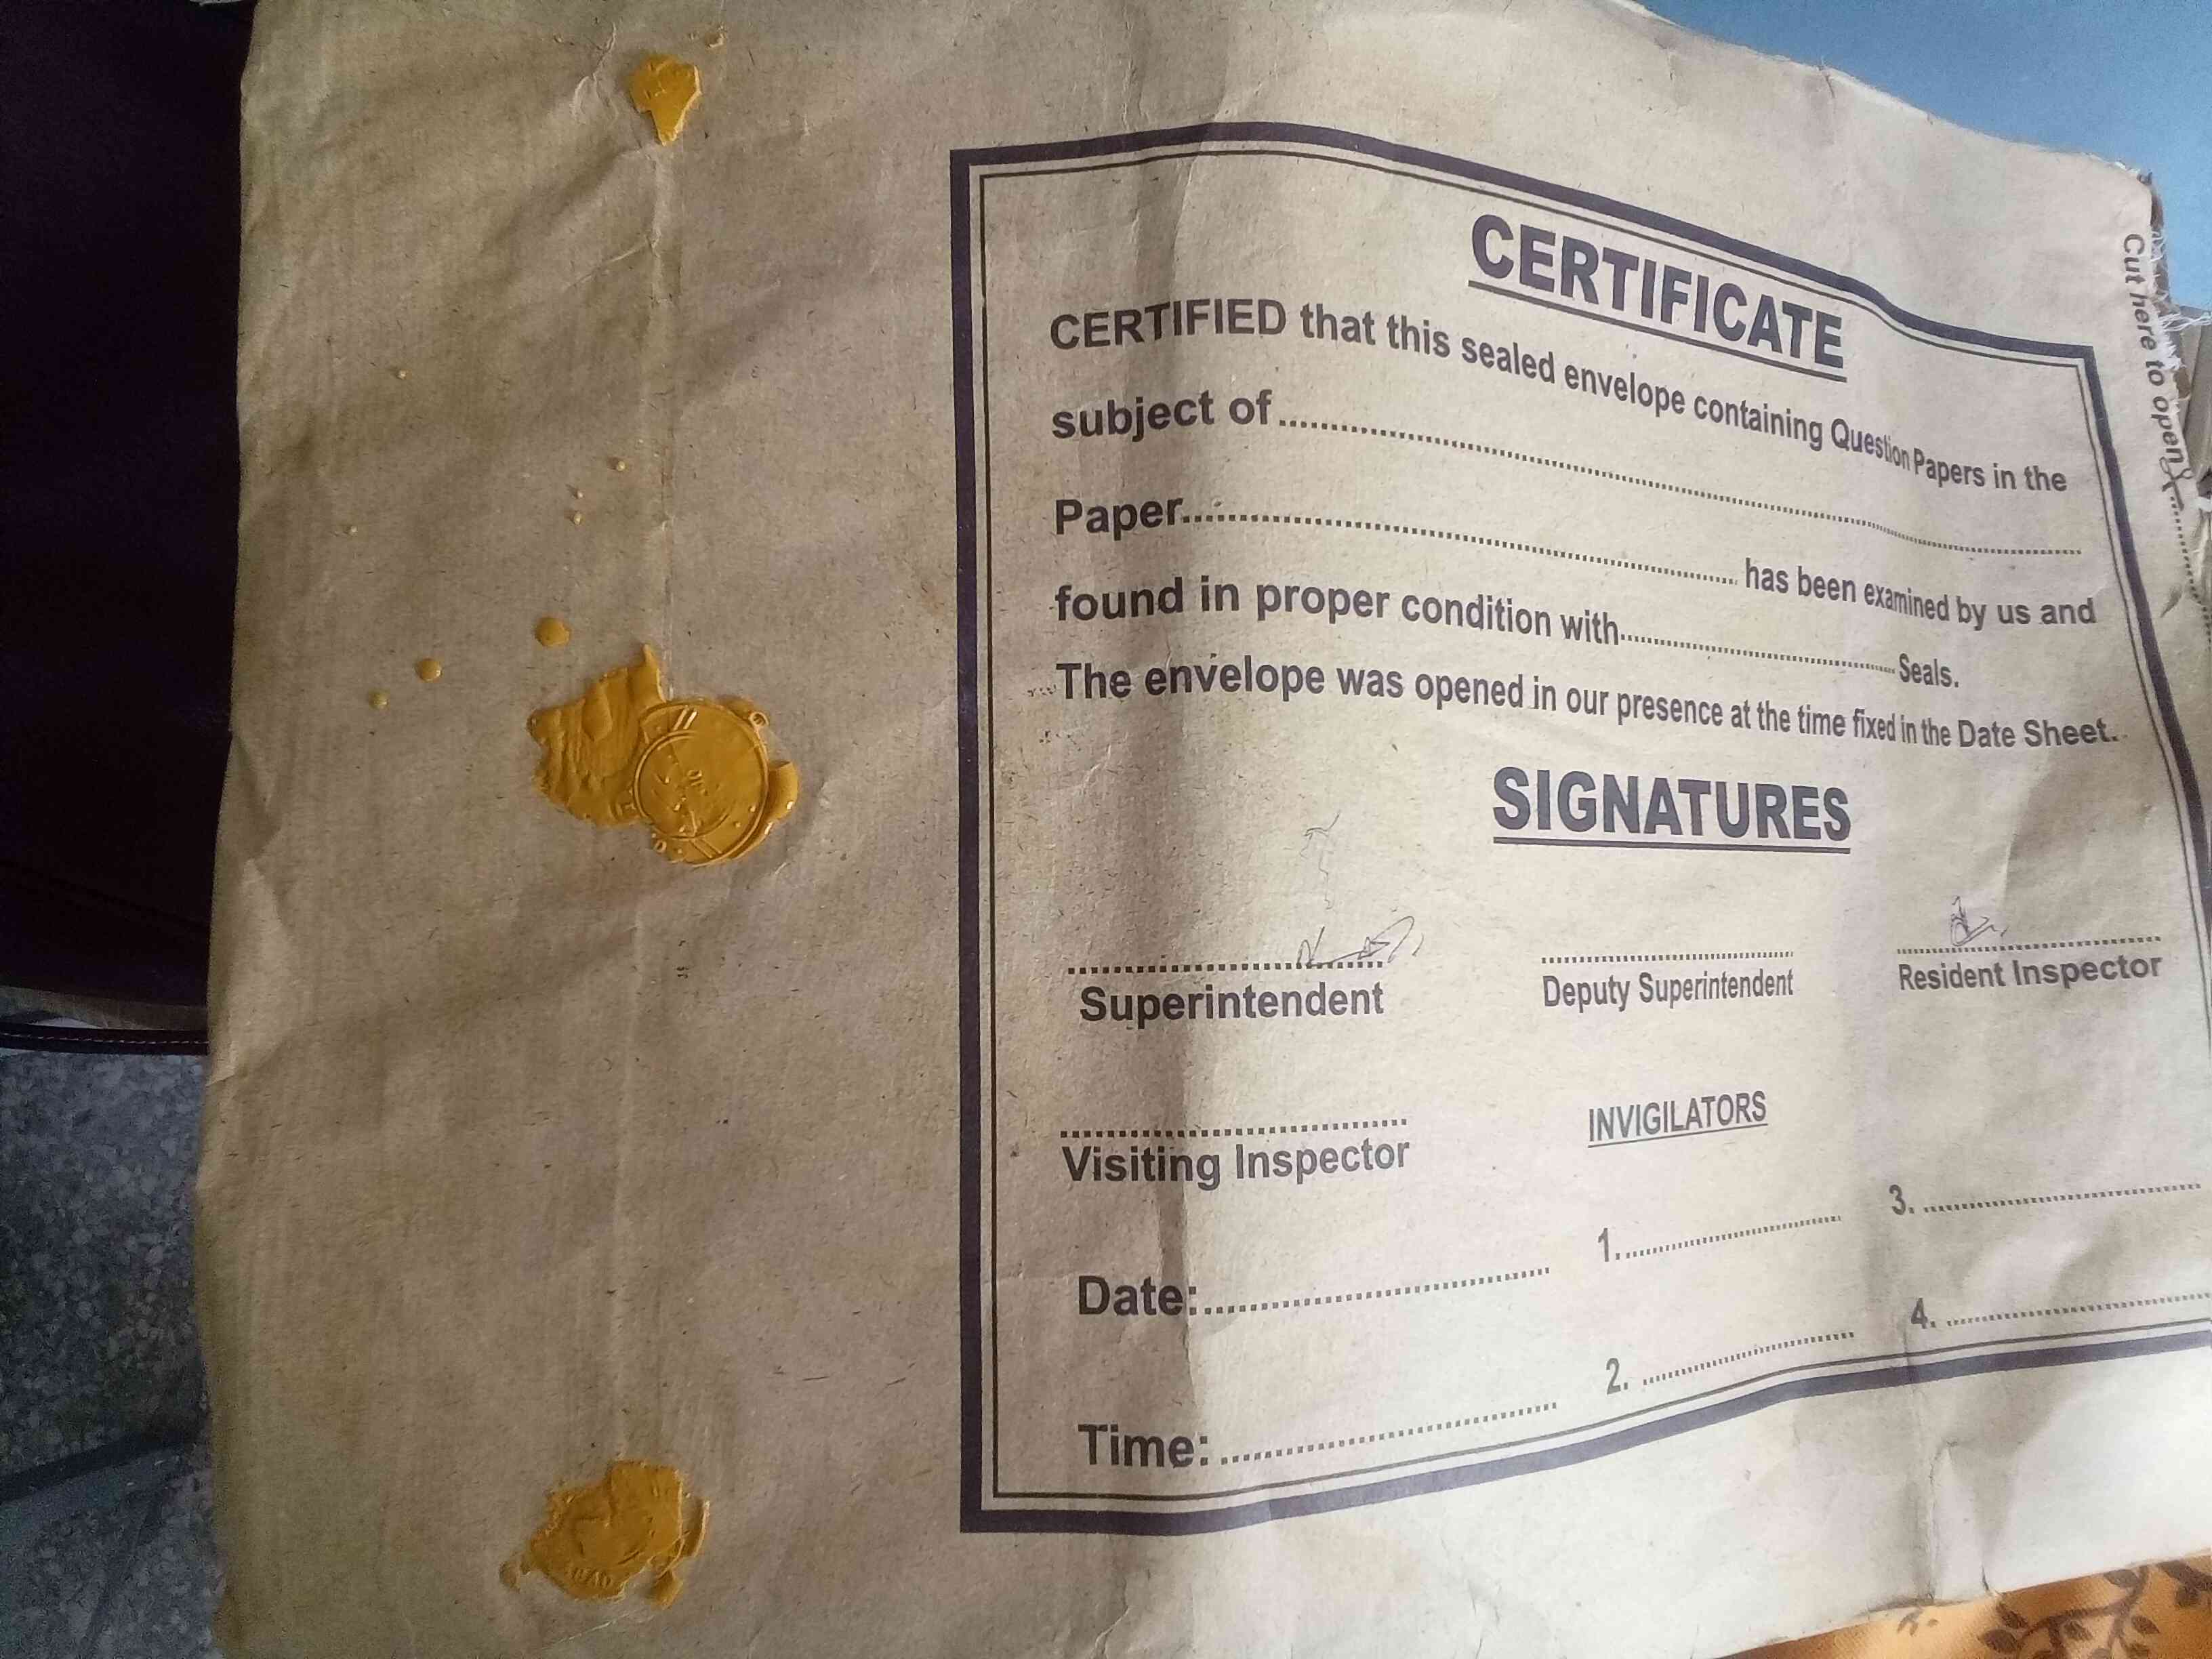 CERTIFICATE
CERTIFIED that this sealed envelope containing Question Papers in the
subject of
Paper has been examined by us and
found in proper condition with Seals.
The envelope was opened in our presence at the time fixed in the Date Sheet.
SIGNATURES
Superintendent Deputy Superintendent Resident Inspector
Visiting Inspector INVIGILATORS
1. 3.
Date:
2. 4.
Time:
Cut here to open